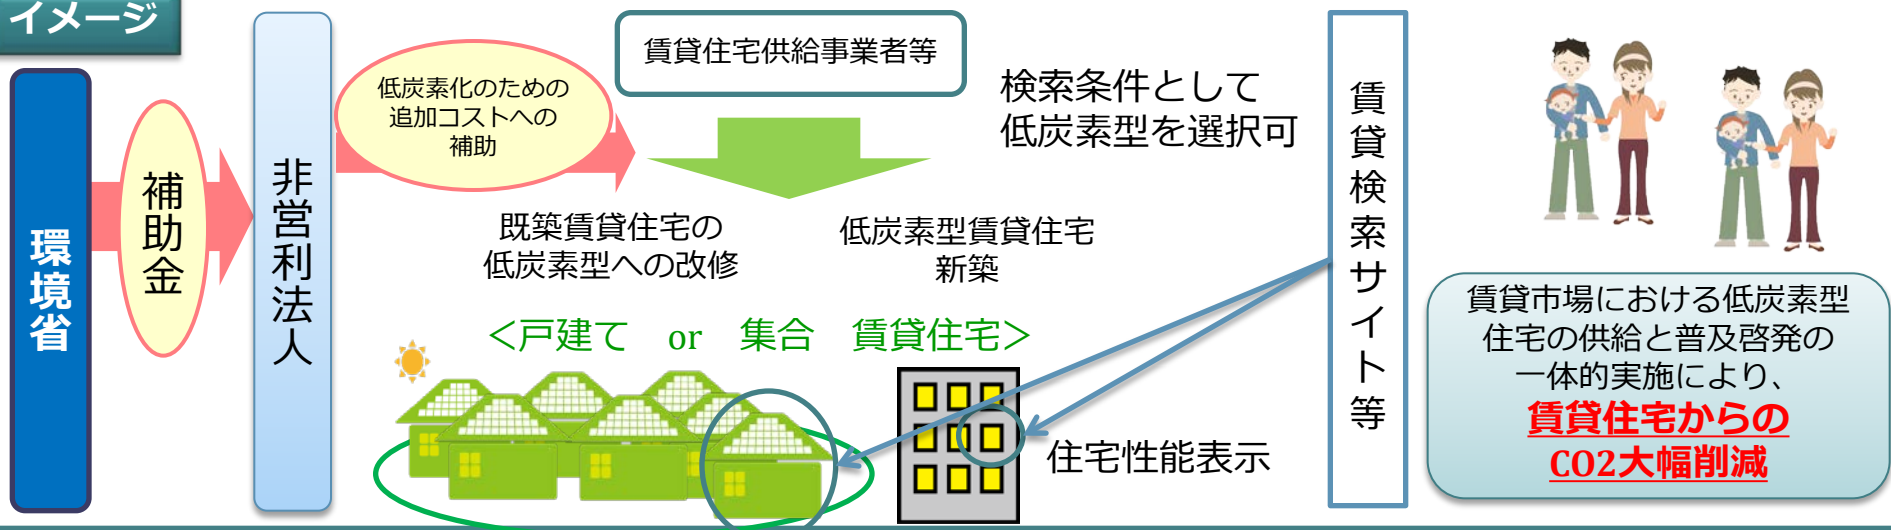 イメージ
環境省
補助金
非営利法人
低炭素化のための
追加コストへの
補助
賃貸住宅供給事業者等
検索条件として
低炭素型を選択可
既築賃貸住宅の
低炭素型への改修
低炭素型賃貸住宅
新築
＜戸建て　or　集合　賃貸住宅＞
住宅性能表示
賃貸検索サイト等
賃貸市場における低炭素型
住宅の供給と普及啓発の
一体的実施により、
賃貸住宅からの
CO2大幅削減